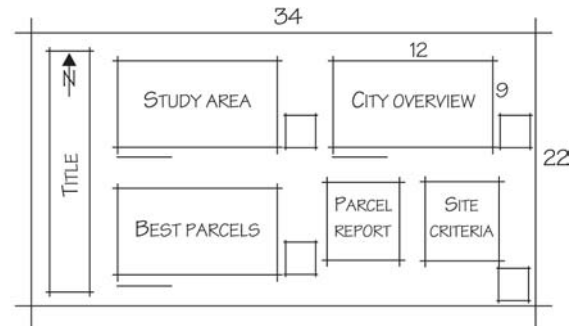 34
N
TITLE
STUDY AREA
12
CITY OVERVIEW
9
22
BEST PARCELS
PARCEL
REPORT
SITE
CRITERIA